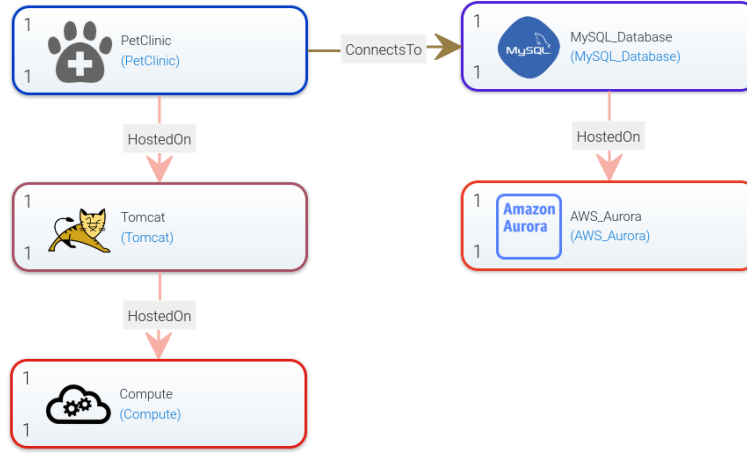 1
PetClinic
(PetClinic)
1
ConnectsTo
1
MySQL
MySQL_Database
(MySQL_Database)
1
HostedOn
HostedOn
1
Tomcat
(Tomcat)
1
1
Amazon
Aurora
AWS_Aurora
(AWS_Aurora)
1
HostedOn
1
Compute
(Compute)
1